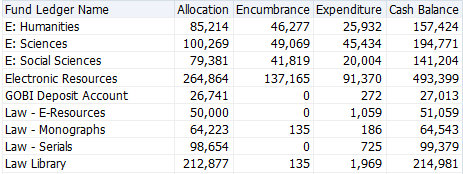 Fund Ledger Name Allocation Encumbrance Expenditure Cash Balance
E: Humanities 85,214 46,277 25,932 157,424
E: Sciences 100,269 49,069 45,434 194,771
E: Social Sciences 79,381 41,819 20,004 141,204
Electronic Resources 264,864 137,165 91,370 493,399
GOBI Deposit Account 26,741 0 272 27,013
Law - E-Resources 50,000 0 1,059 51,059
Law - Monographs 64,223 135 186 64,543
Law - Serials 98,654 0 725 99,379
Law Library 212,877 135 1,969 214,981